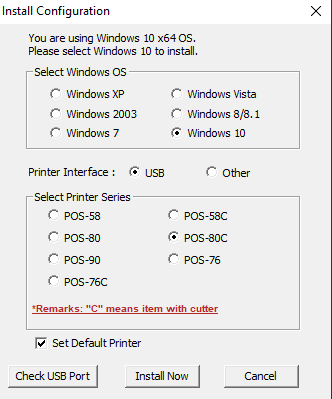 Install Configuration
You are using Windows 10 x64 OS.
Please select Windows 10 to install.
Select Windows OS
Windows XP Windows Vista
Windows 2003 Windows 8/8.1
Windows 7 Windows 10
Printer Interface : USB Other
Select Printer Series
POS-58 POS-58C
POS-80 POS-80C
POS-90 POS-76
POS-76C
*Remarks: "C" means item with cutter
Set Default Printer
Check USB Port Install Now Cancel